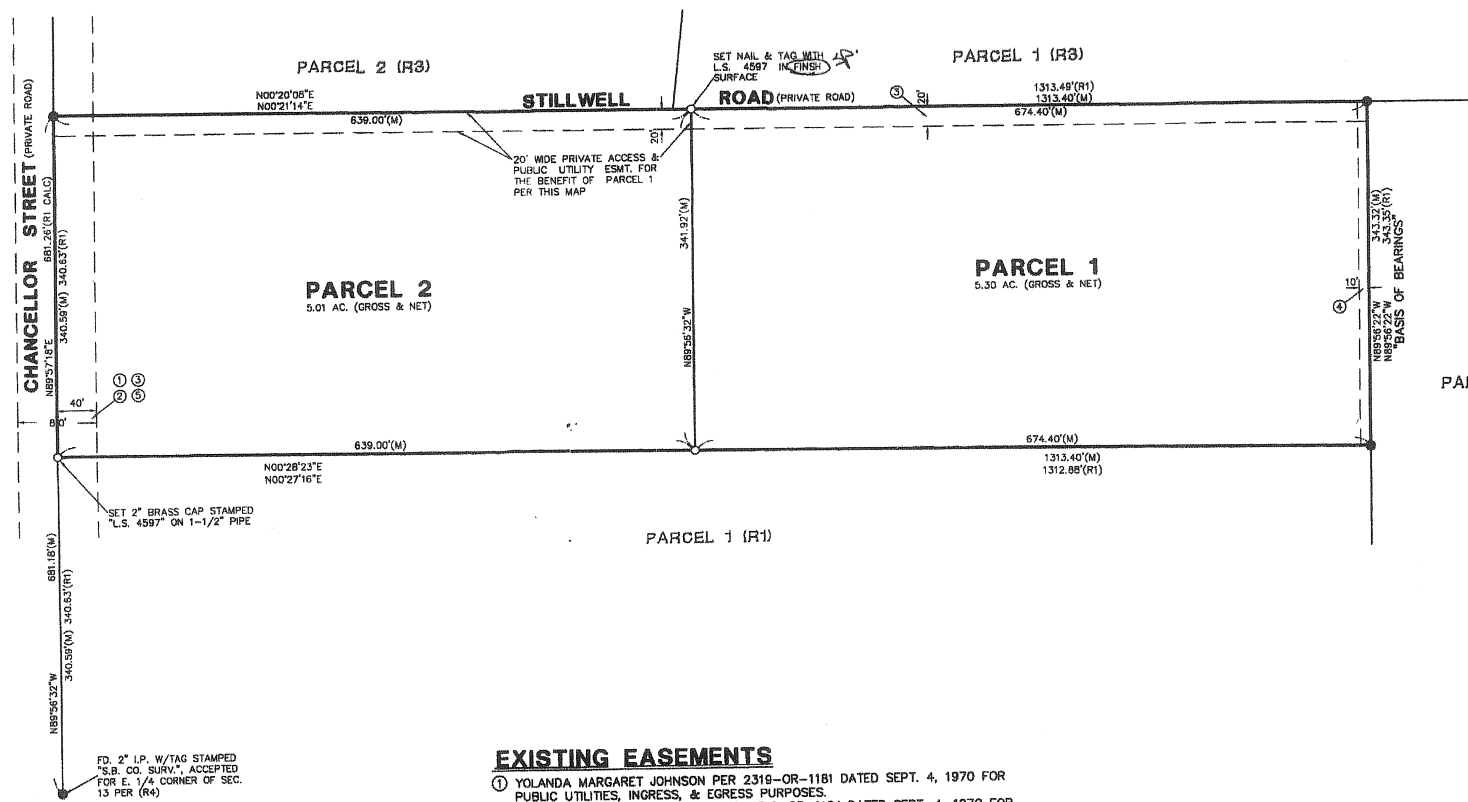 PARCEL 2 (R3)
SET NAIL & TAG WITH
L.S. 4597 IN FINSH
SURFACE
PARCEL 1 (R3)
N00°20'08"E
N00°21'14"E
STILLWELL ROAD (PRIVATE ROAD)
③
20'
1313.49'(R1)
1313.40'(M)
639.00'(M)
674.40'(M)
20'
20' WIDE PRIVATE ACCESS &
PUBLIC UTILITY ESMT. FOR
THE BENEFIT OF PARCEL 1
PER THIS MAP
CHANCELLOR STREET (PRIVATE ROAD)
681.26'(R1 CALC)
340.59'(M) 340.63'(R1)
N89°57'18"E
PARCEL 2
5.01 AC. (GROSS & NET)
341.92'(M)
N89°56'32"W
PARCEL 1
5.30 AC. (GROSS & NET)
10'
④
343.32'(M)
343.35'(R1)
N89°56'22"W
N89°56'22"W
"BASIS OF BEARINGS"
① ③
② ⑤
40'
80'
639.00'(M)
674.40'(M)
N00°28'23"E
N00°27'16"E
1313.40'(M)
1312.88'(R1)
SET 2" BRASS CAP STAMPED
"L.S. 4597" ON 1-1/2" PIPE
PARCEL 1 (R1)
681.18'(M)
340.59'(M) 340.63'(R1)
N89°56'32"W
FD. 2" I.P. W/TAG STAMPED
"S.B. CO. SURV.", ACCEPTED
FOR E. 1/4 CORNER OF SEC.
13 PER (R4)
EXISTING EASEMENTS
① YOLANDA MARGARET JOHNSON PER 2319-OR-1181 DATED SEPT. 4, 1970 FOR
PUBLIC UTILITIES, INGRESS, & EGRESS PURPOSES.